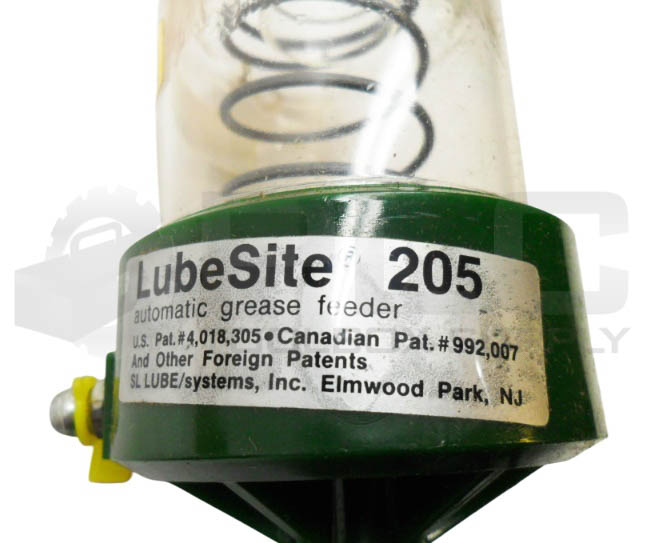 LubeSite® 205
automatic grease feeder
U.S. Pat.#4,018,305 • Canadian Pat.#992,007
And Other Foreign Patents
SL LUBE/systems, Inc. Elmwood Park, NJ